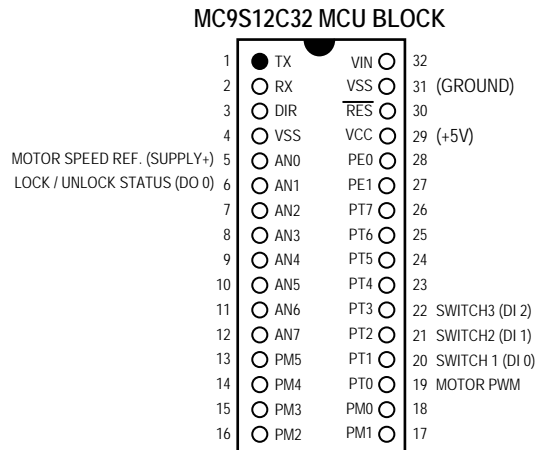 MC9S12C32 MCU BLOCK
1 TX VIN 32
2 RX VSS 31 (GROUND)
3 DIR RES 30
4 VSS VCC 29 (+5V)
MOTOR SPEED REF. (SUPPLY+) 5 AN0 PE0 28
LOCK / UNLOCK STATUS (DO 0) 6 AN1 PE1 27
7 AN2 PT7 26
8 AN3 PT6 25
9 AN4 PT5 24
10 AN5 PT4 23
11 AN6 PT3 22 SWITCH3 (DI 2)
12 AN7 PT2 21 SWITCH2 (DI 1)
13 PM5 PT1 20 SWITCH 1 (DI 0)
14 PM4 PT0 19 MOTOR PWM
15 PM3 PM0 18
16 PM2 PM1 17